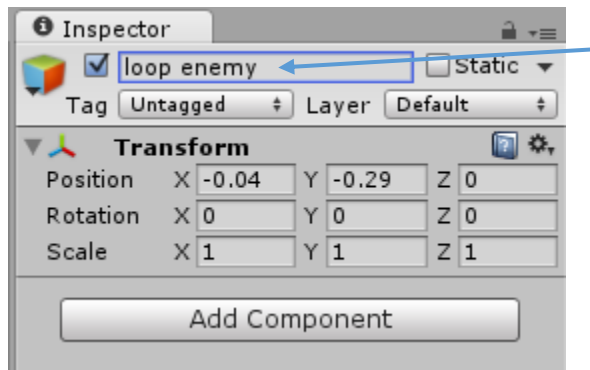 Inspector
loop enemy Static
Tag Untagged Layer Default
Transform
Position X -0.04 Y -0.29 Z 0
Rotation X 0 Y 0 Z 0
Scale X 1 Y 1 Z 1
Add Component